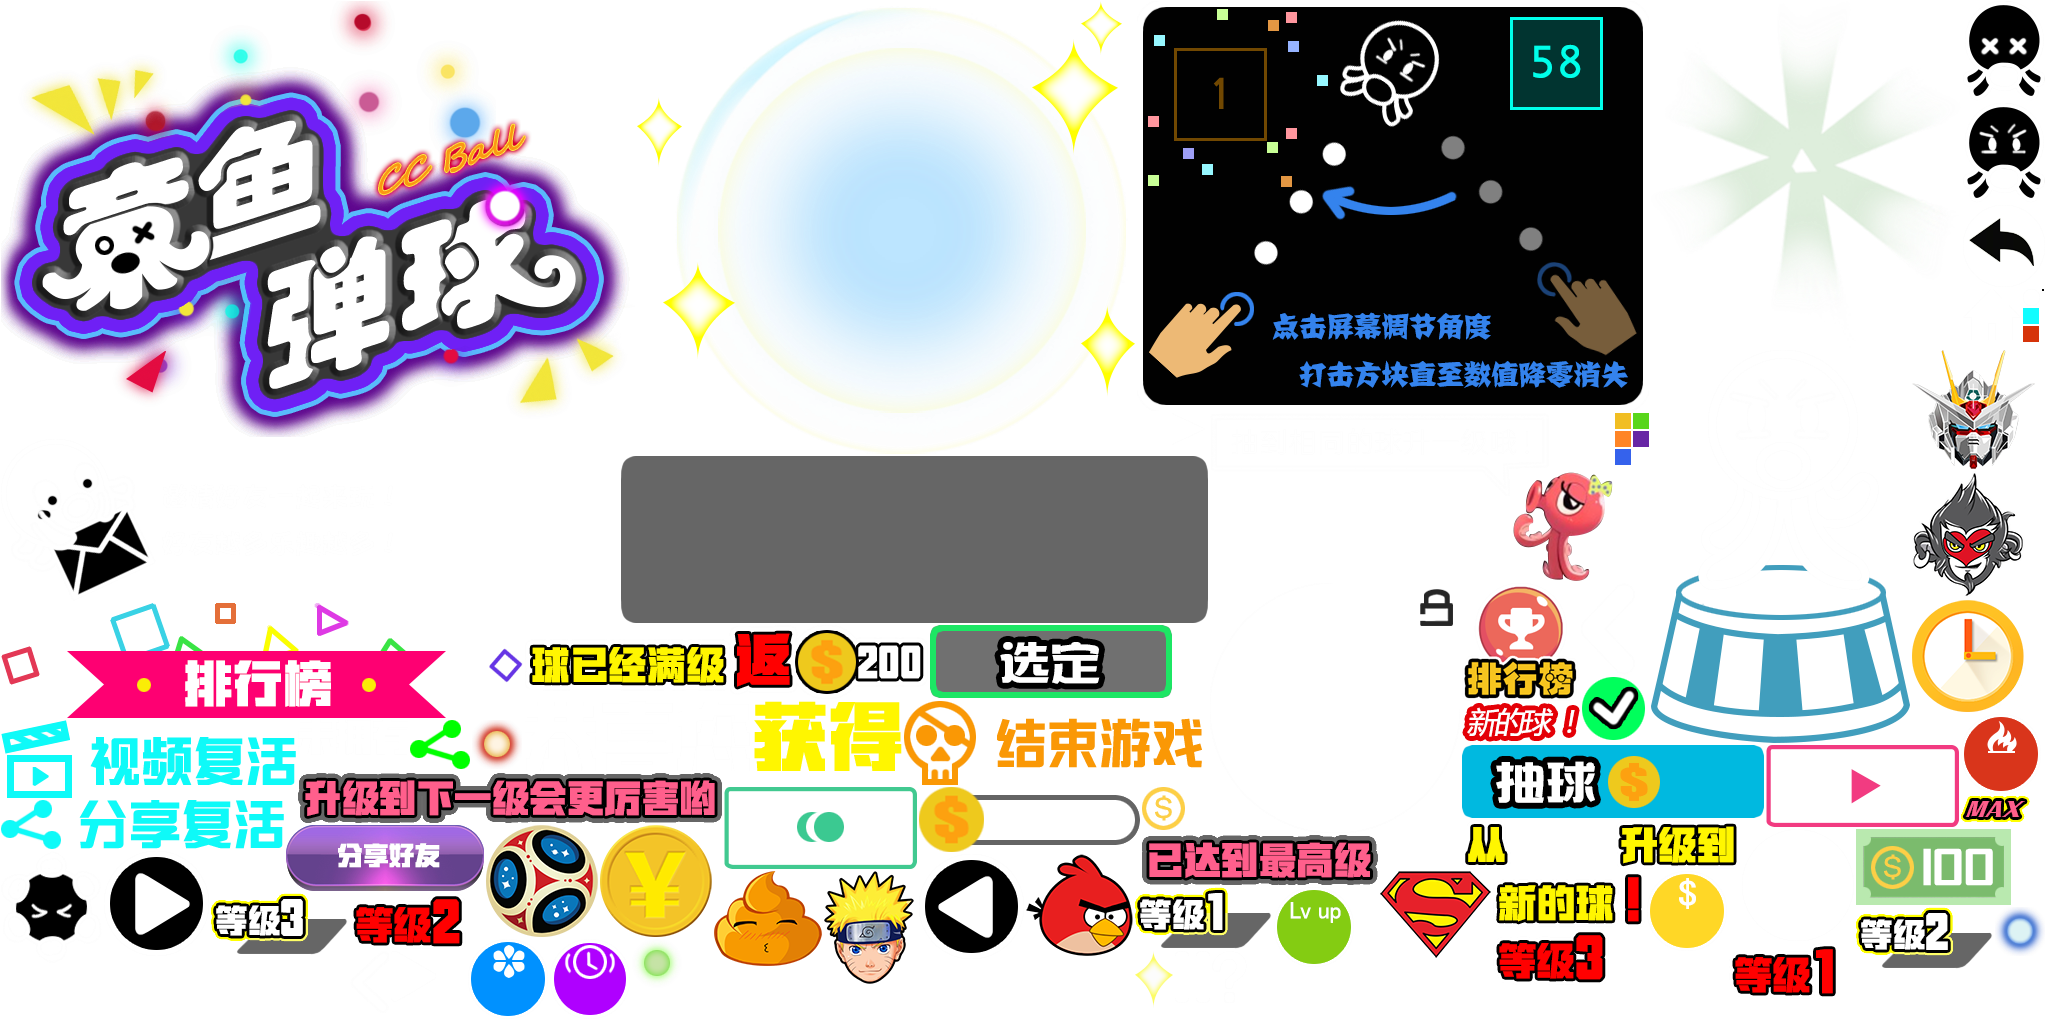 章鱼
弹球
CC Ball
1
58
点击屏幕调节角度
打击方块直至数值降零消失
排行榜
球已经满级 返 $ 200
选定
排行榜
新的球！
视频复活
获得
结束游戏
分享复活
升级到下一级会更厉害哟
抽球 $
MAX
$
$
已达到最高级
从
升级到
$ 100
分享好友
¥
等级3
等级2
等级1
Lv up
新的球！
$
等级2
等级3
等级1